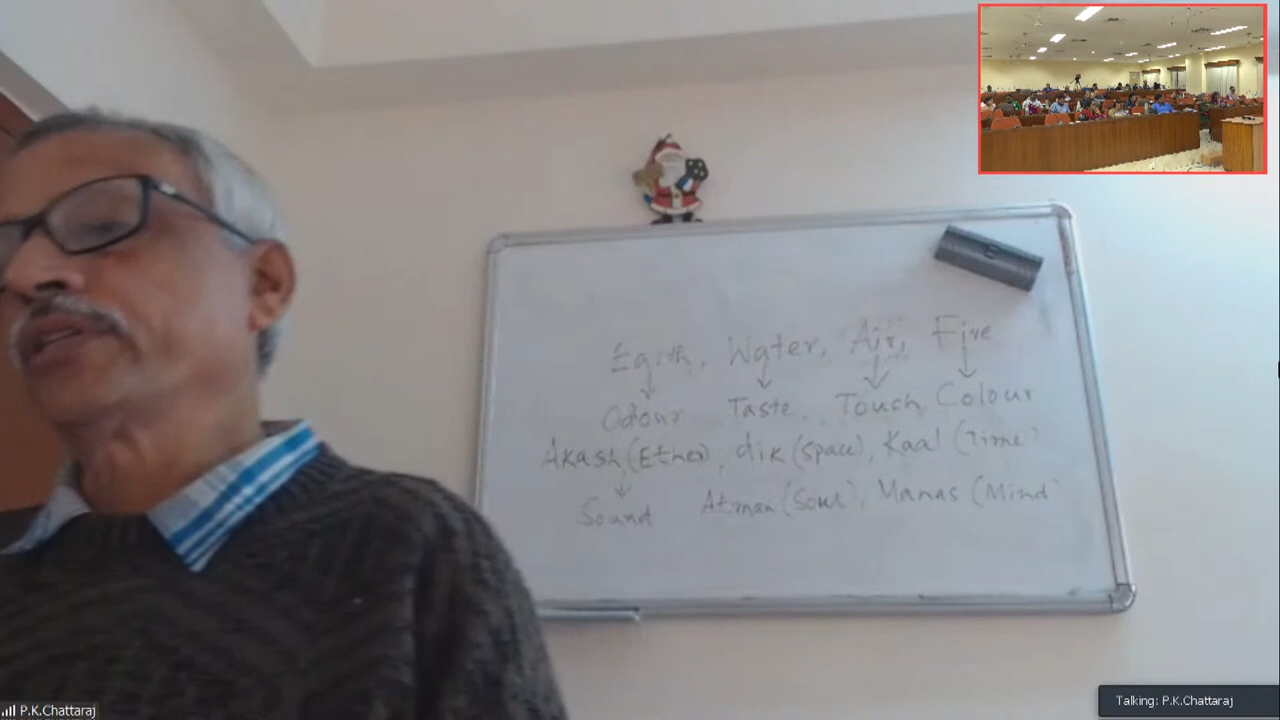 Earth, Water, Air, Fire
Odour Taste Touch Colour
Akash (Ether), dik (space), Kaal (Time)
Sound Atman (Soul), Manas (Mind
P.K.Chattaraj
Talking: P.K.Chattaraj